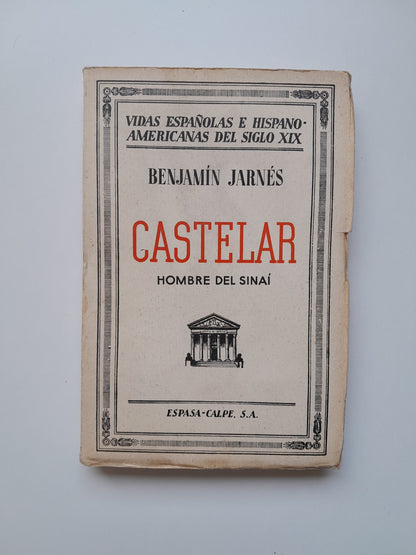 VIDAS ESPAÑOLAS E HISPANO-
AMERICANAS DEL SIGLO XIX
BENJAMÍN JARNÉS
CASTELAR
HOMBRE DEL SINAÍ
ESPASA-CALPE, S.A.